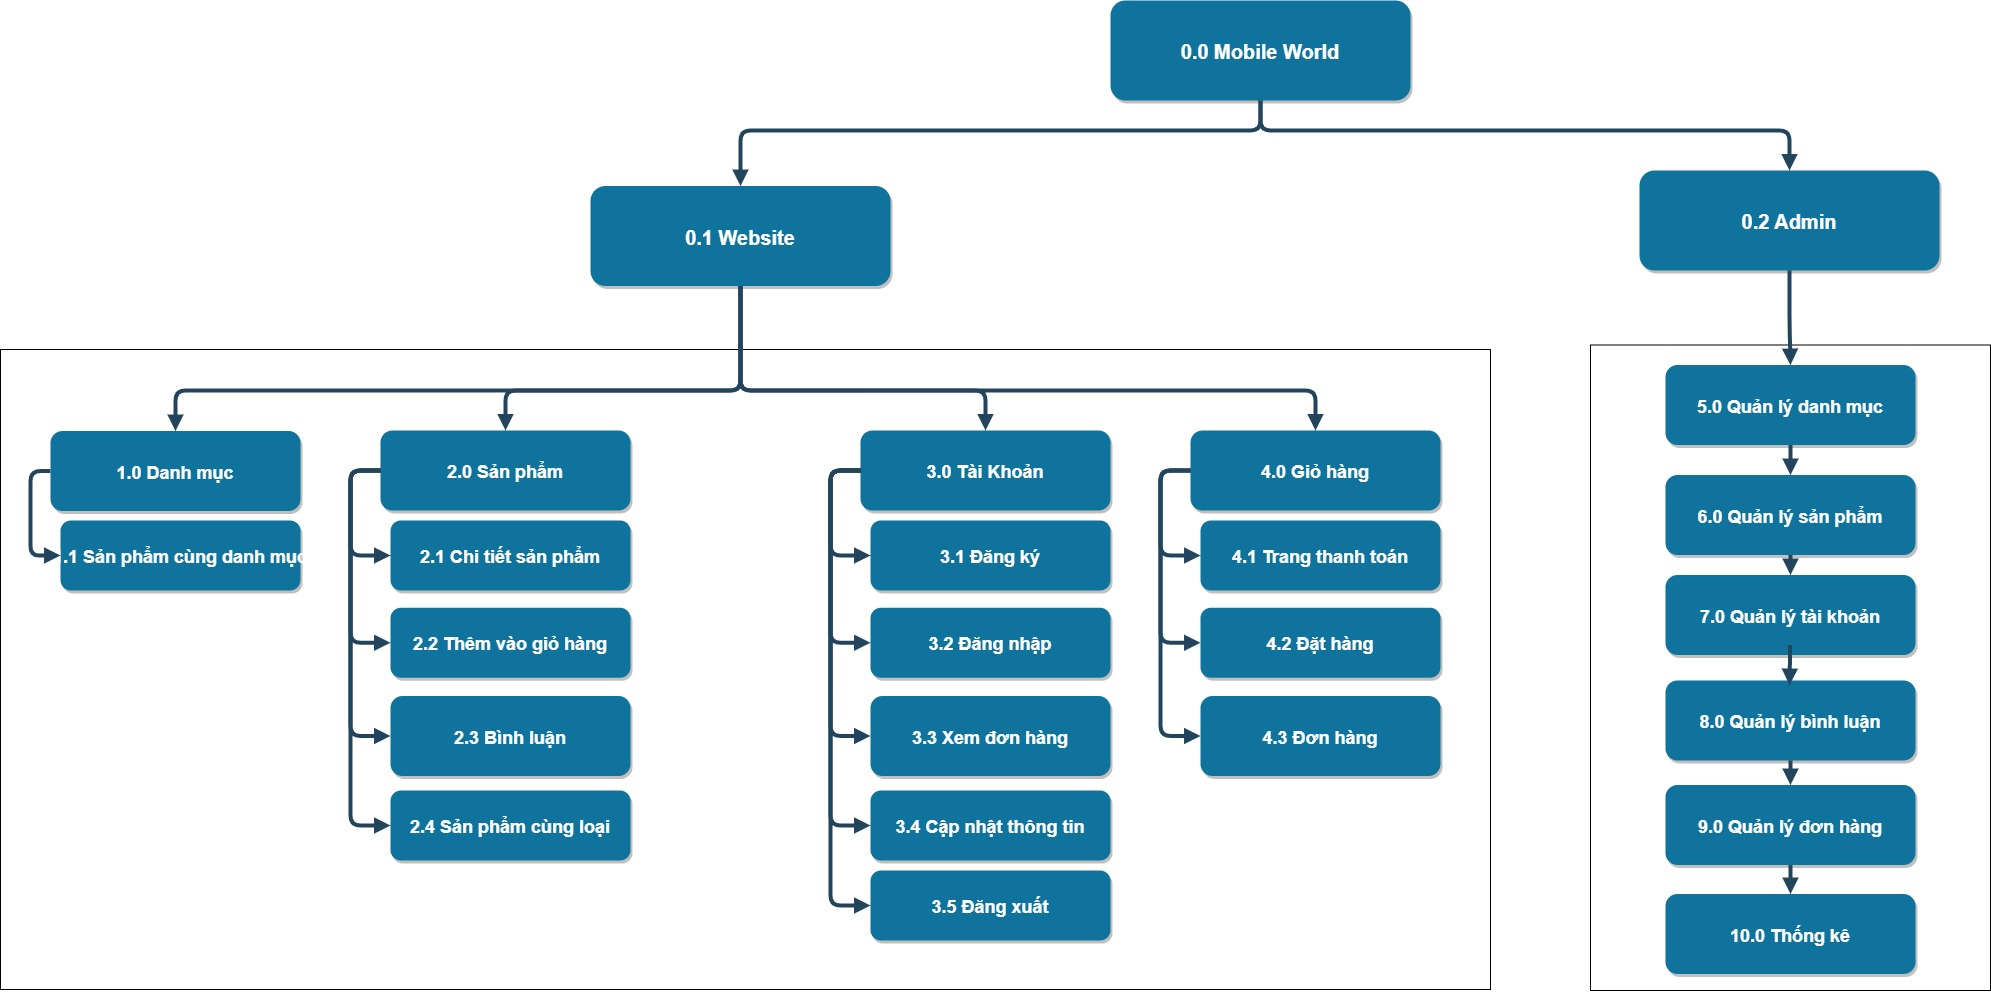 0.0 Mobile World
0.1 Website
0.2 Admin
1.0 Danh mục
.1 Sản phẩm cùng danh mục
2.0 Sản phẩm
2.1 Chi tiết sản phẩm
2.2 Thêm vào giỏ hàng
2.3 Bình luận
2.4 Sản phẩm cùng loại
3.0 Tài Khoản
3.1 Đăng ký
3.2 Đăng nhập
3.3 Xem đơn hàng
3.4 Cập nhật thông tin
3.5 Đăng xuất
4.0 Giỏ hàng
4.1 Trang thanh toán
4.2 Đặt hàng
4.3 Đơn hàng
5.0 Quản lý danh mục
6.0 Quản lý sản phẩm
7.0 Quản lý tài khoản
8.0 Quản lý bình luận
9.0 Quản lý đơn hàng
10.0 Thống kê